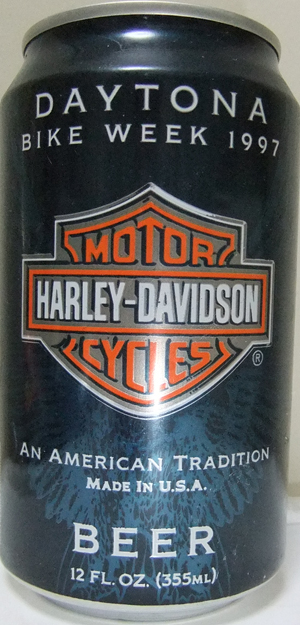 DAYTONA
BIKE WEEK 1997
MOTOR
HARLEY-DAVIDSON
CYCLES
®
AN AMERICAN TRADITION
MADE IN U.S.A.
BEER
12 FL. OZ. (355ML)